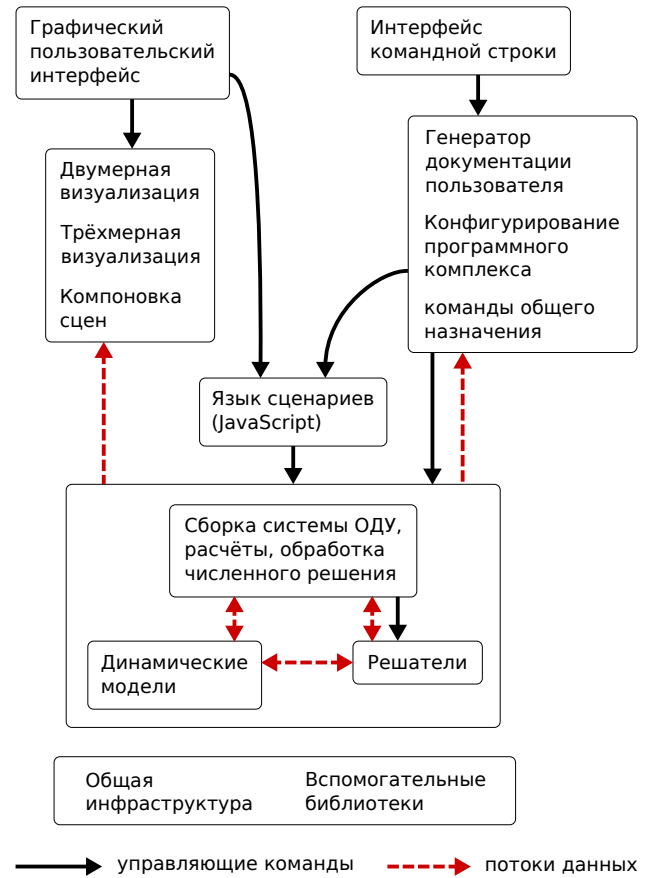 Графический
пользовательский
интерфейс
Интерфейс
командной строки
Двумерная
визуализация
Трёхмерная
визуализация
Компоновка
сцен
Генератор
документации
пользователя
Конфигурирование
программного
комплекса
команды общего
назначения
Язык сценариев
(JavaScript)
Сборка системы ОДУ,
расчёты, обработка
численного решения
Динамические
модели
Решатели
Общая
инфраструктура
Вспомогательные
библиотеки
управляющие команды
потоки данных